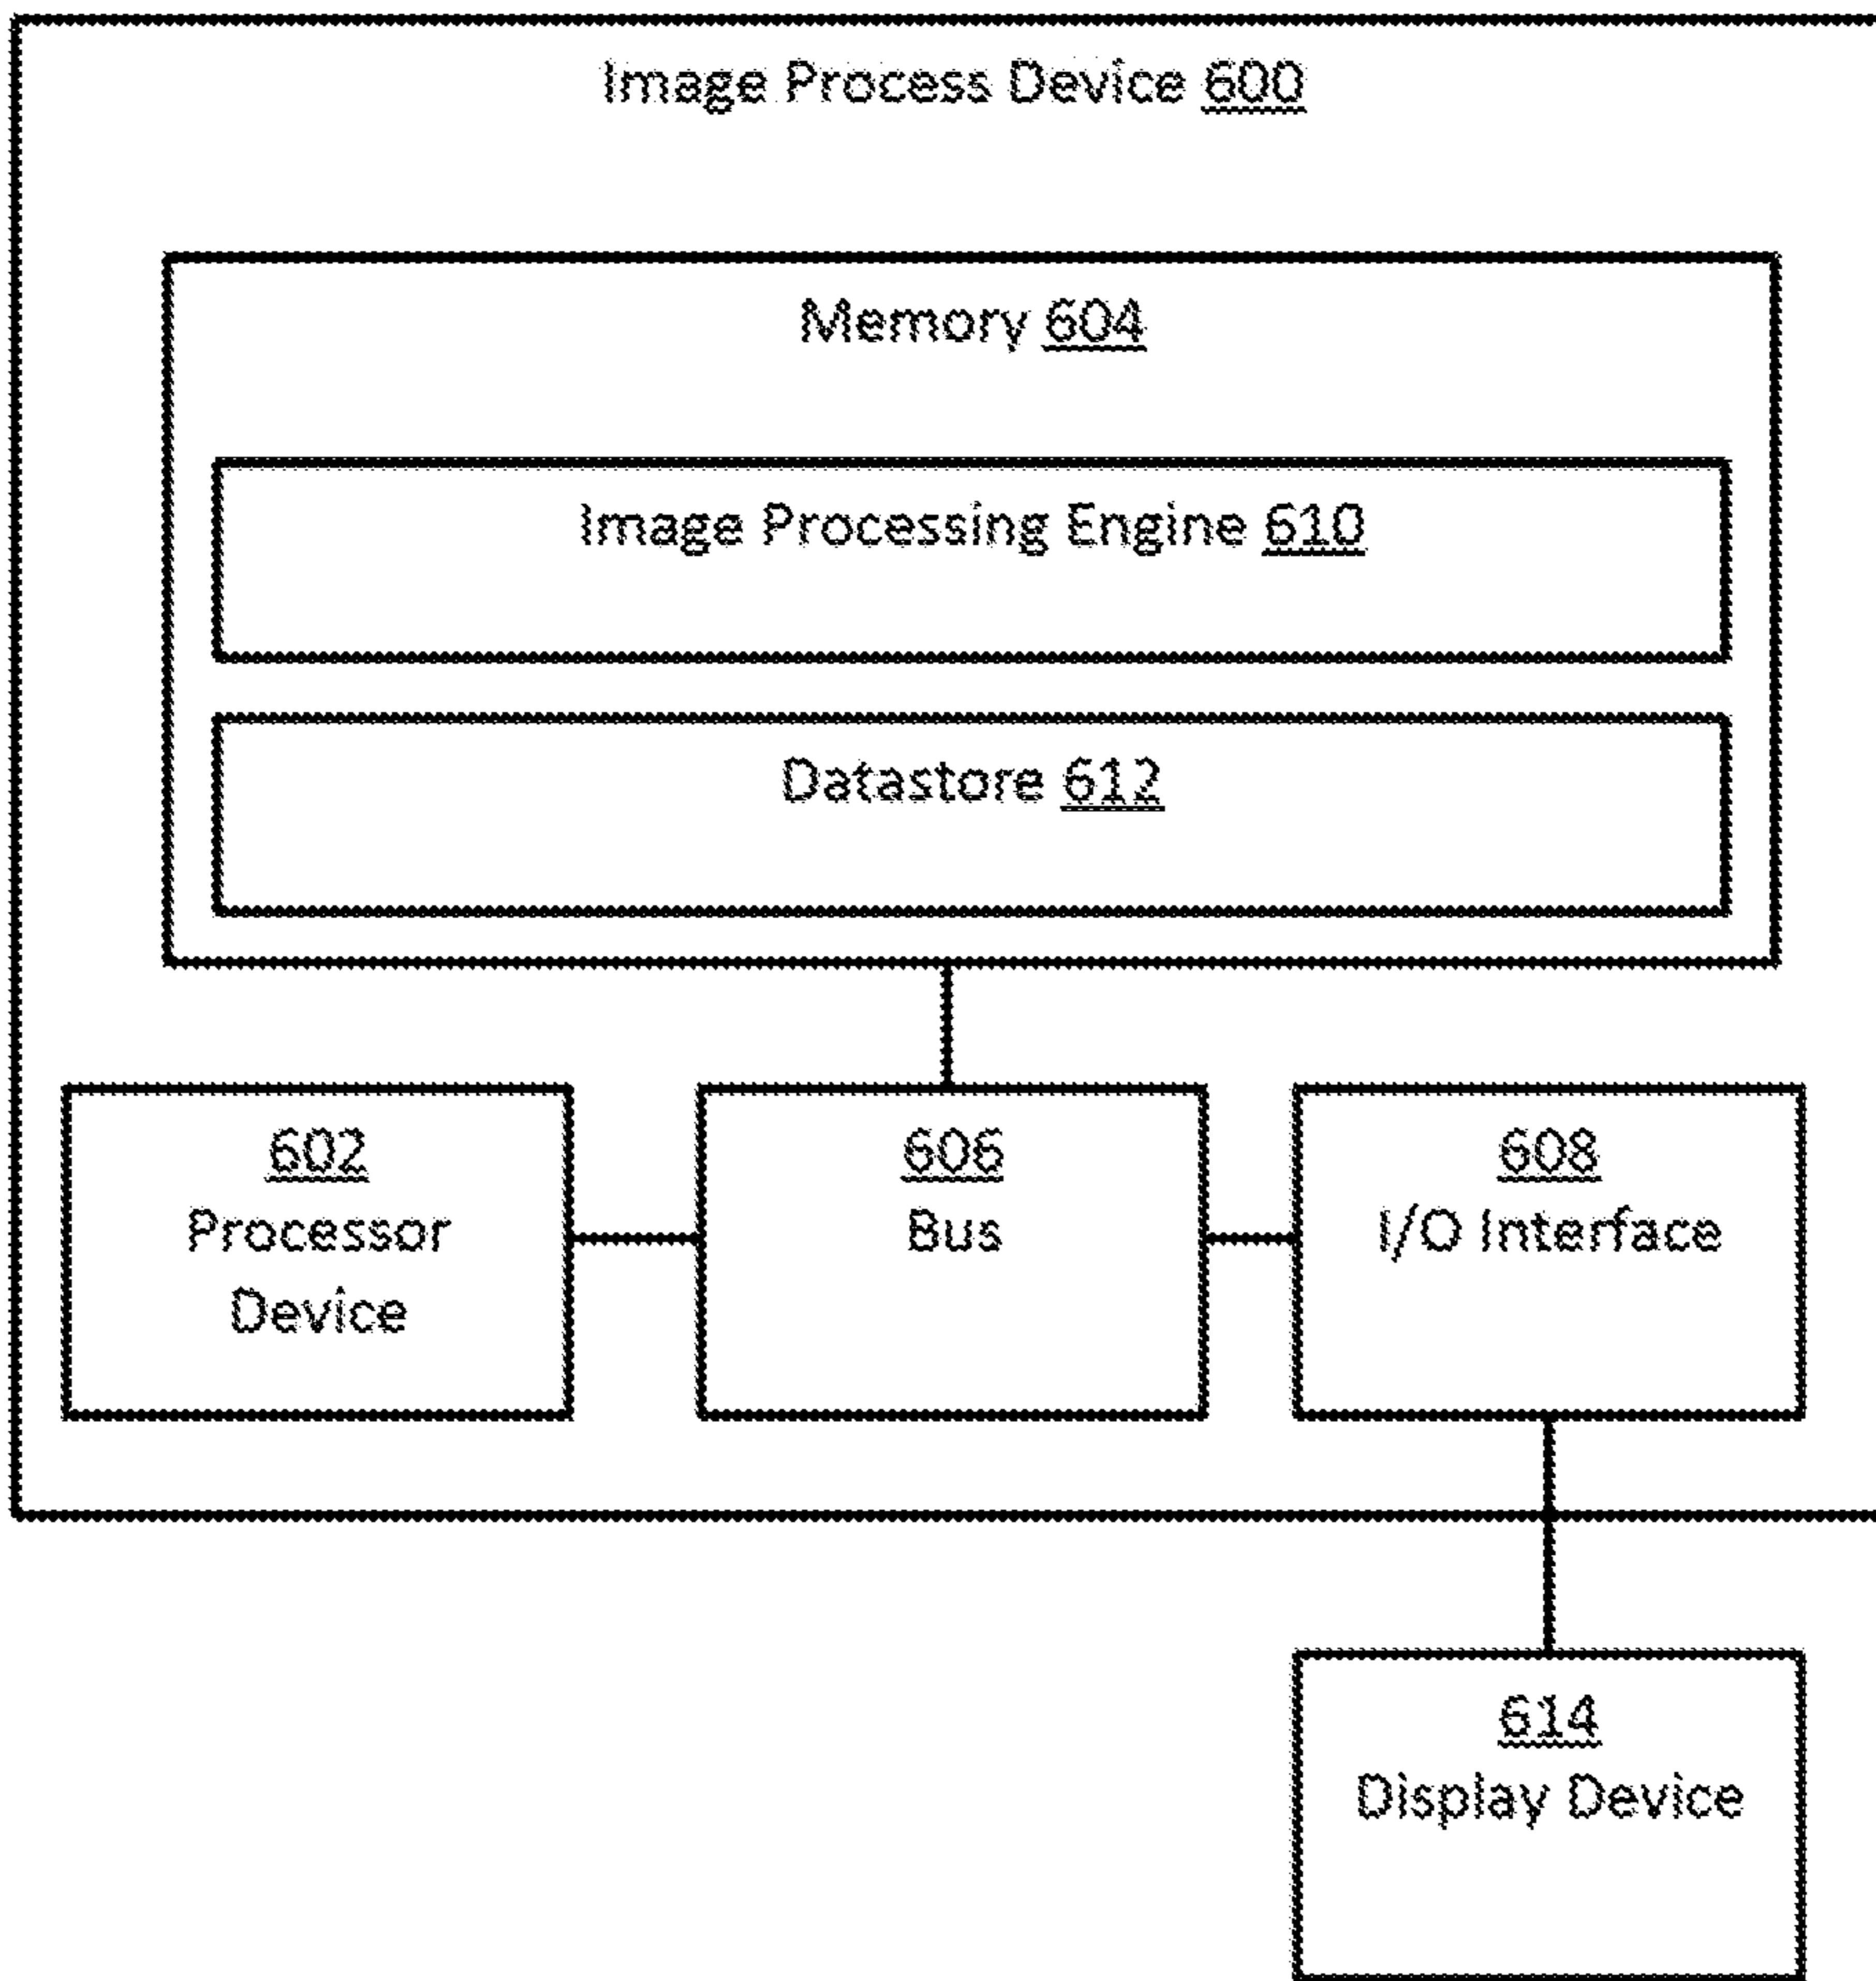 Image Process Device 600
Memory 604
Image Processing Engine 610
Datastore 612
602
Processor
Device
606
Bus
608
I/O Interface
614
Display Device